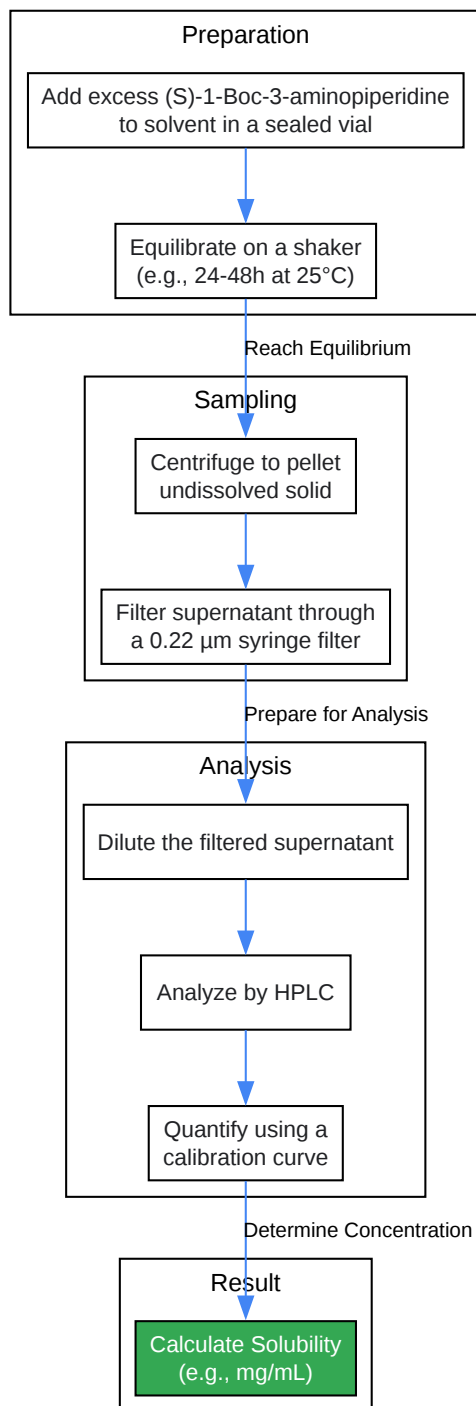 Preparation
Add excess (S)-1-Boc-3-aminopiperidine
to solvent in a sealed vial
Equilibrate on a shaker
(e.g., 24-48h at 25°C)
Reach Equilibrium
Sampling
Centrifuge to pellet
undissolved solid
Filter supernatant through
a 0.22 µm syringe filter
Prepare for Analysis
Analysis
Dilute the filtered supernatant
Analyze by HPLC
Quantify using a
calibration curve
Determine Concentration
Result
Calculate Solubility
(e.g., mg/mL)